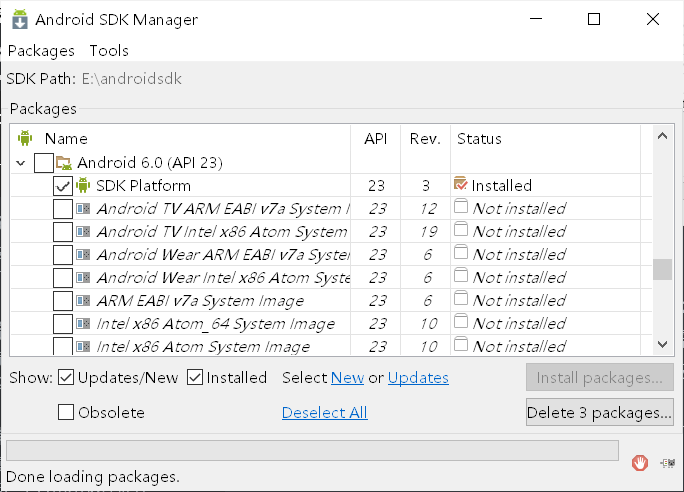 Android SDK Manager
Packages Tools
SDK Path: E:\androidsdk
Packages
Name API Rev. Status
Android 6.0 (API 23)
SDK Platform 23 3 Installed
Android TV ARM EABI v7a System I 23 12 Not installed
Android TV Intel x86 Atom System 23 19 Not installed
Android Wear ARM EABI v7a Syste 23 6 Not installed
Android Wear Intel x86 Atom Syste 23 6 Not installed
ARM EABI v7a System Image 23 6 Not installed
Intel x86 Atom_64 System Image 23 10 Not installed
Intel x86 Atom System Image 23 10 Not installed
Show: Updates/New Installed Select New or Updates Install packages...
Obsolete Deselect All Delete 3 packages...
Done loading packages.